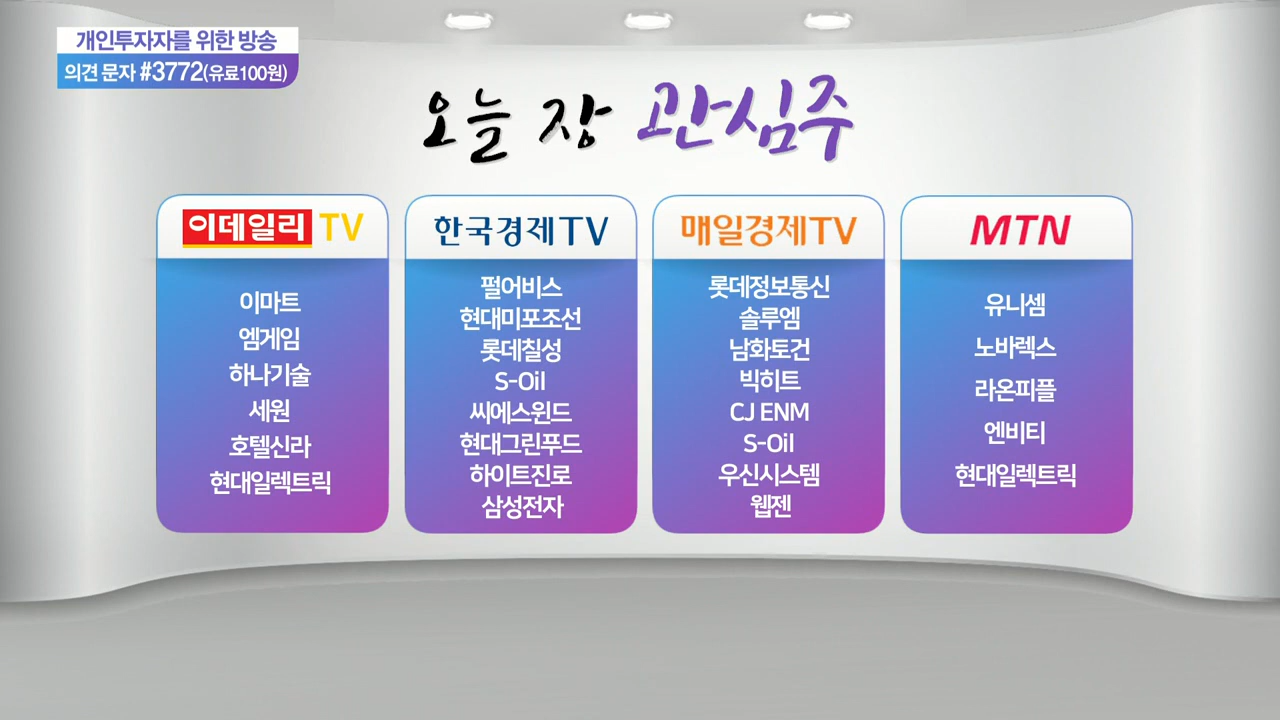 개인투자자를 위한 방송
의견 문자 #3772(유료100원)
오늘 장 관심주
이데일리 TV
이마트
엠게임
하나기술
세원
호텔신라
현대일렉트릭
한국경제TV
펄어비스
현대미포조선
롯데칠성
S-Oil
씨에스윈드
현대그린푸드
하이트진로
삼성전자
매일경제TV
롯데정보통신
솔루엠
남화토건
빅히트
CJ ENM
S-Oil
우신시스템
웹젠
MTN
유니셈
노바렉스
라온피플
엔비티
현대일렉트릭